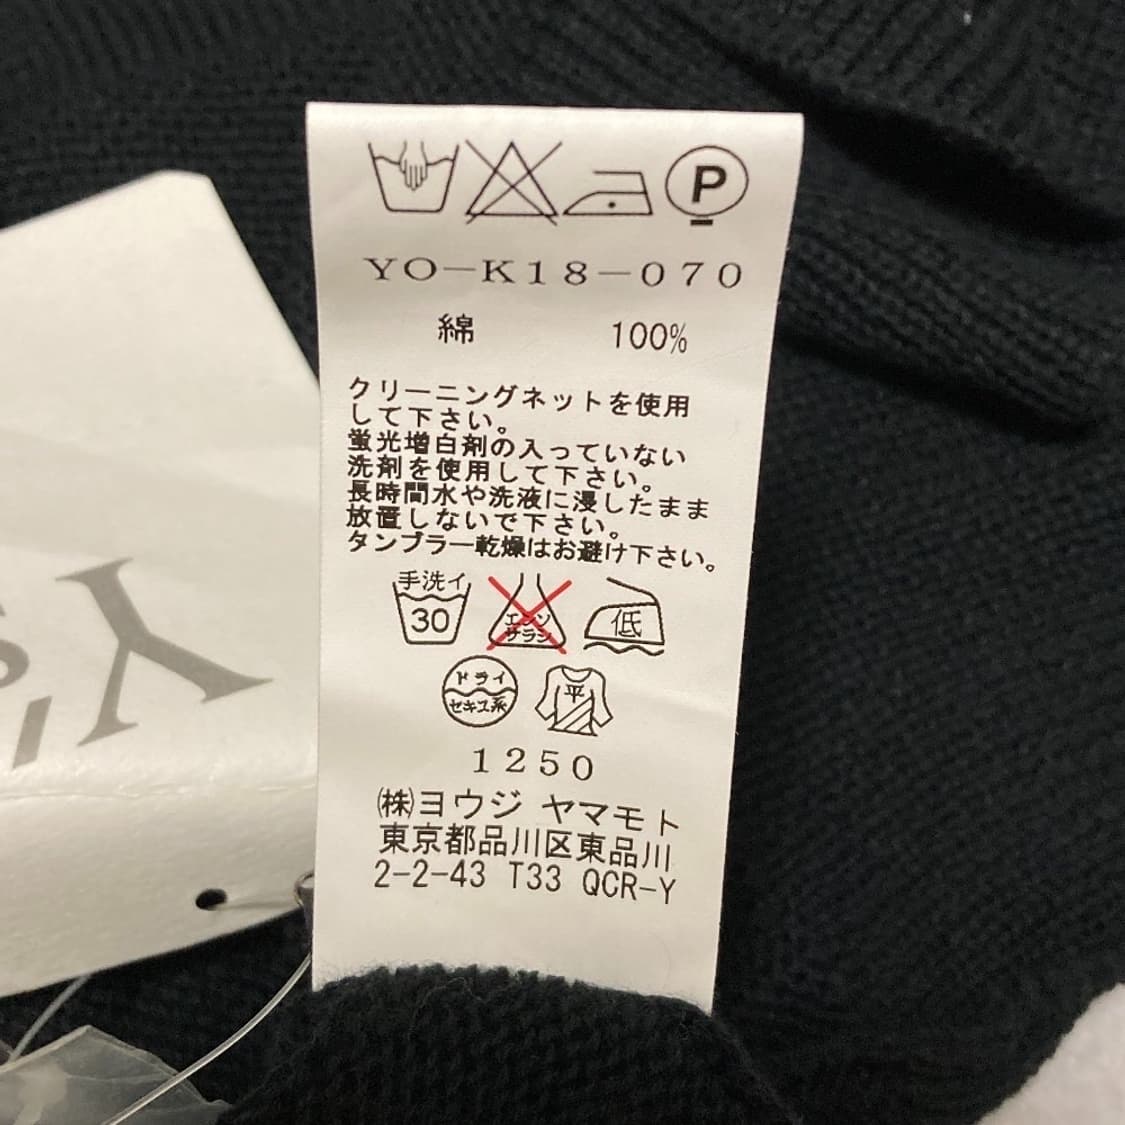 P
YO-K18-070
綿 100%
クリーニングネットを使用
して下さい。
蛍光増白剤の入っていない
洗剤を使用して下さい。
長時間水や洗液に浸したまま
放置しないで下さい。
タンブラー乾燥はお避け下さい。
手洗イ
30
エンソ
サラシ
低
ドライ
セキユ系
平
1250
㈱ヨウジ ヤマモト
東京都品川区東品川
2-2-43 T33 QCR-Y
Y's